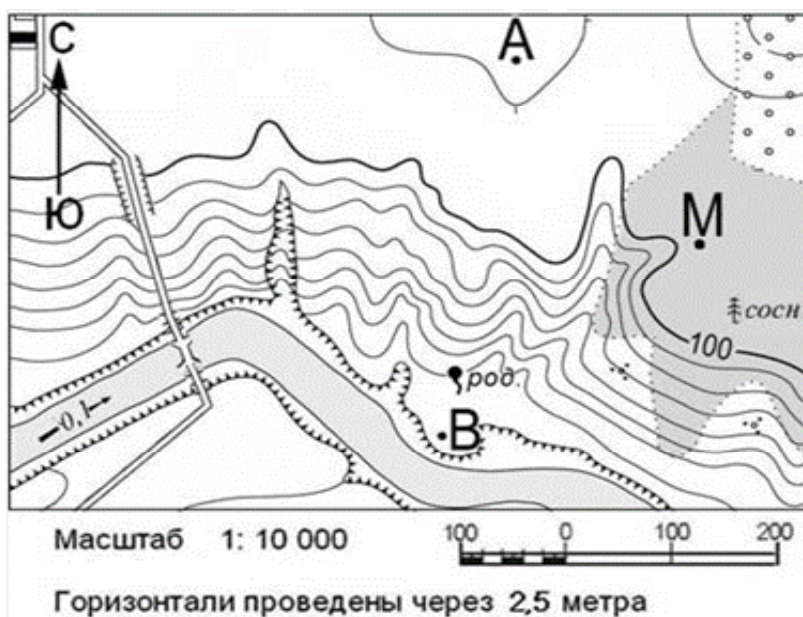 С
А
Ю
М
сосн
100
род.
0,1
В
Масштаб 1: 10 000
100 0 100 200
Горизонтали проведены через 2,5 метра